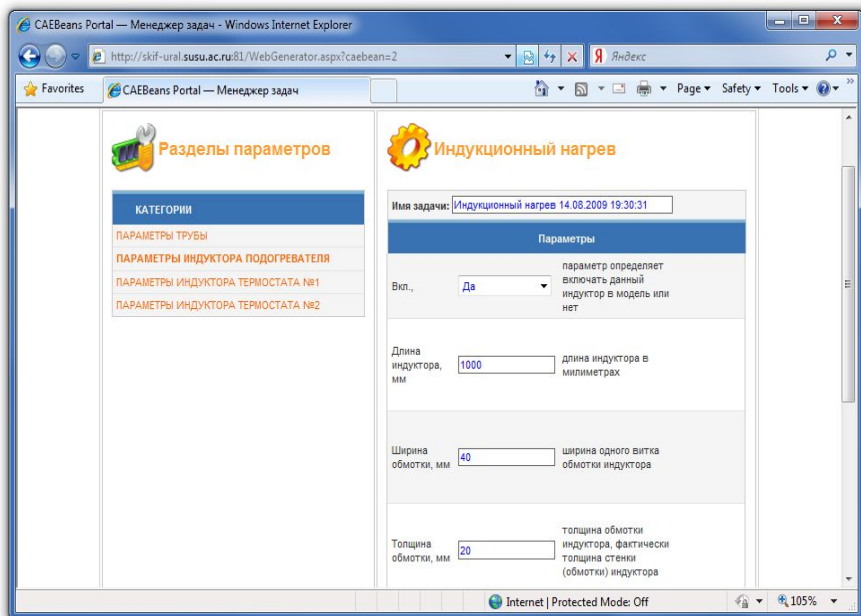 CAEBeans Portal — Менеджер задач - Windows Internet Explorer
http://skif-ural.susu.ac.ru:81/WebGenerator.aspx?caebean=2
Яндекс
Favorites
CAEBeans Portal — Менеджер задач
Page
Safety
Tools
Разделы параметров
КАТЕГОРИИ
ПАРАМЕТРЫ ТРУБЫ
ПАРАМЕТРЫ ИНДУКТОРА ПОДОГРЕВАТЕЛЯ
ПАРАМЕТРЫ ИНДУКТОРА ТЕРМОСТАТА №1
ПАРАМЕТРЫ ИНДУКТОРА ТЕРМОСТАТА №2
Индукционный нагрев
Имя задачи: Индукционный нагрев 14.08.2009 19:30:31
Параметры
Вкл.,
Да
параметр определяет
включать данный
индуктор в модель или
нет
Длина
индуктора,
мм
1000
длина индуктора в
милиметрах
Ширина
обмотки, мм
40
ширина одного витка
обмотки индуктора
Толщина
обмотки, мм
20
толщина обмотки
индуктора, фактически
толщина стенки
(обмотки) индуктора
Internet | Protected Mode: Off
105%